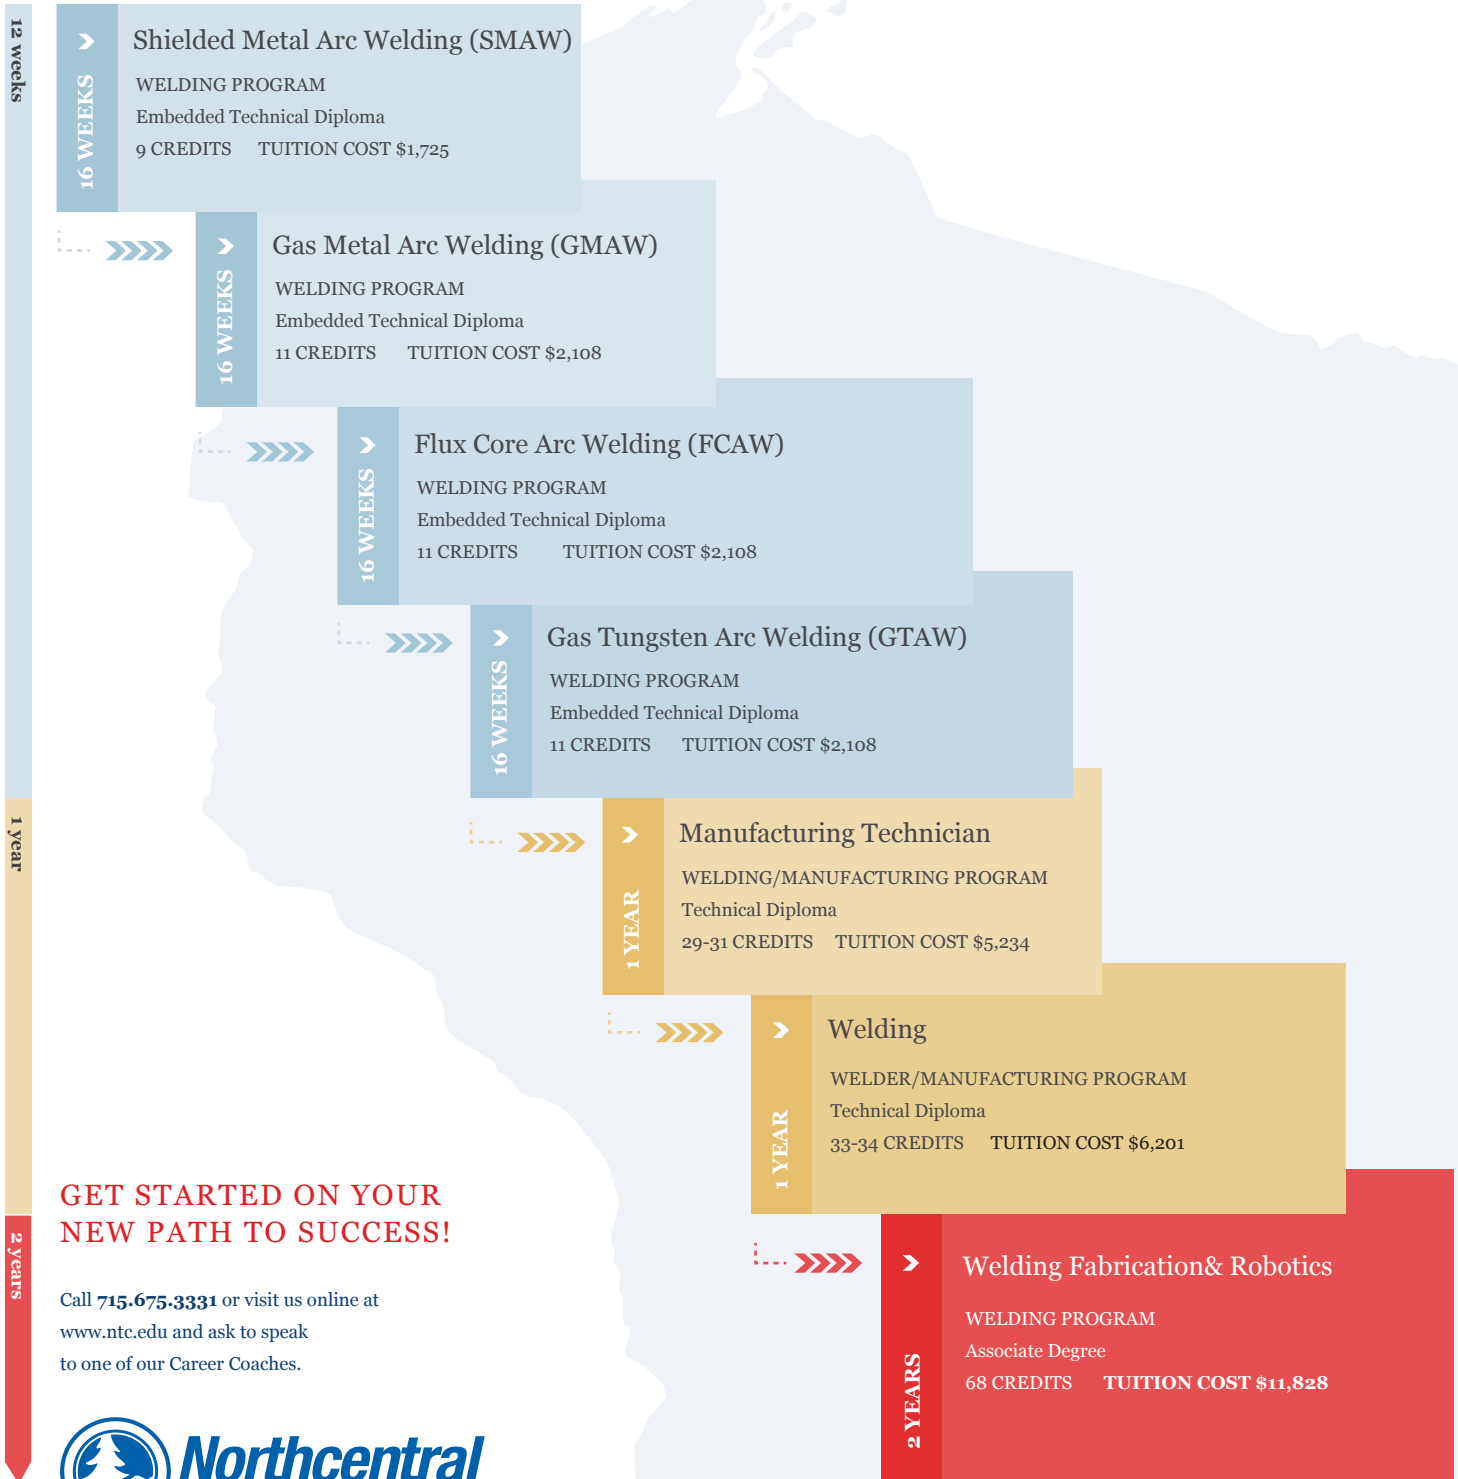 12 weeks
16 WEEKS
Shielded Metal Arc Welding (SMAW)
WELDING PROGRAM
Embedded Technical Diploma
9 CREDITS TUITION COST $1,725
16 WEEKS
Gas Metal Arc Welding (GMAW)
WELDING PROGRAM
Embedded Technical Diploma
11 CREDITS TUITION COST $2,108
16 WEEKS
Flux Core Arc Welding (FCAW)
WELDING PROGRAM
Embedded Technical Diploma
11 CREDITS TUITION COST $2,108
16 WEEKS
Gas Tungsten Arc Welding (GTAW)
WELDING PROGRAM
Embedded Technical Diploma
11 CREDITS TUITION COST $2,108
1 year
1 YEAR
Manufacturing Technician
WELDING/MANUFACTURING PROGRAM
Technical Diploma
29-31 CREDITS TUITION COST $5,234
1 YEAR
Welding
WELDER/MANUFACTURING PROGRAM
Technical Diploma
33-34 CREDITS TUITION COST $6,201
2 years
2 YEARS
Welding Fabrication& Robotics
WELDING PROGRAM
Associate Degree
68 CREDITS TUITION COST $11,828
GET STARTED ON YOUR
NEW PATH TO SUCCESS!
Call 715.675.3331 or visit us online at
www.ntc.edu and ask to speak
to one of our Career Coaches.
Northcentral